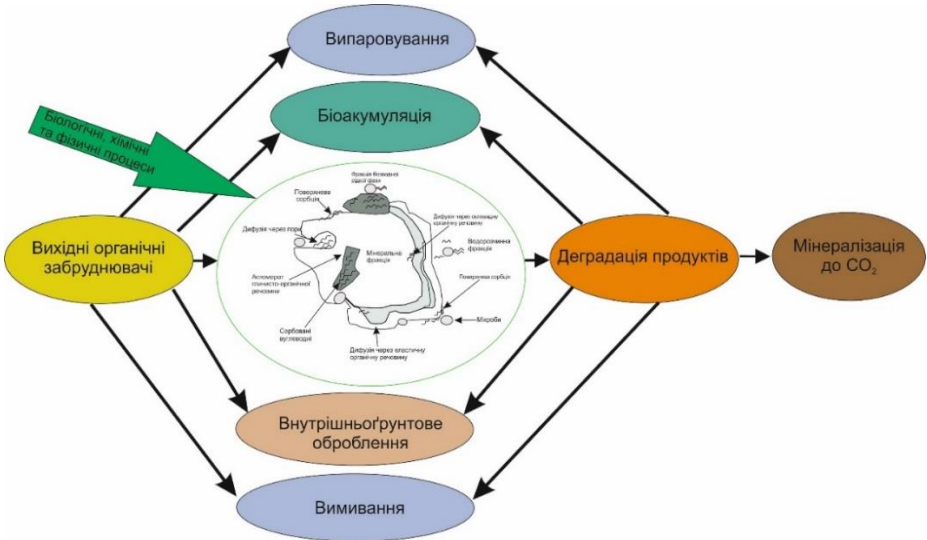 Випаровування
Біоакумуляція
Біологічні, хімічні
та фізичні процеси
рідкої фази
Поверхнева
сорбція
Дифузія через пори
Дифузія через
органічну речовину
Водорозчинна
фракція
Мінеральна
фракція
Вихідні органічні
забруднювачі
Деградація продуктів
Мінералізація
до CO₂
глинисто-органічної
речовини
Поверхнева сорбція
Сорбовані
вуглеводні
Мікроби
Дифузія через еластичну
органічну речовину
Внутрішньоґрунтове
оброблення
Вимивання